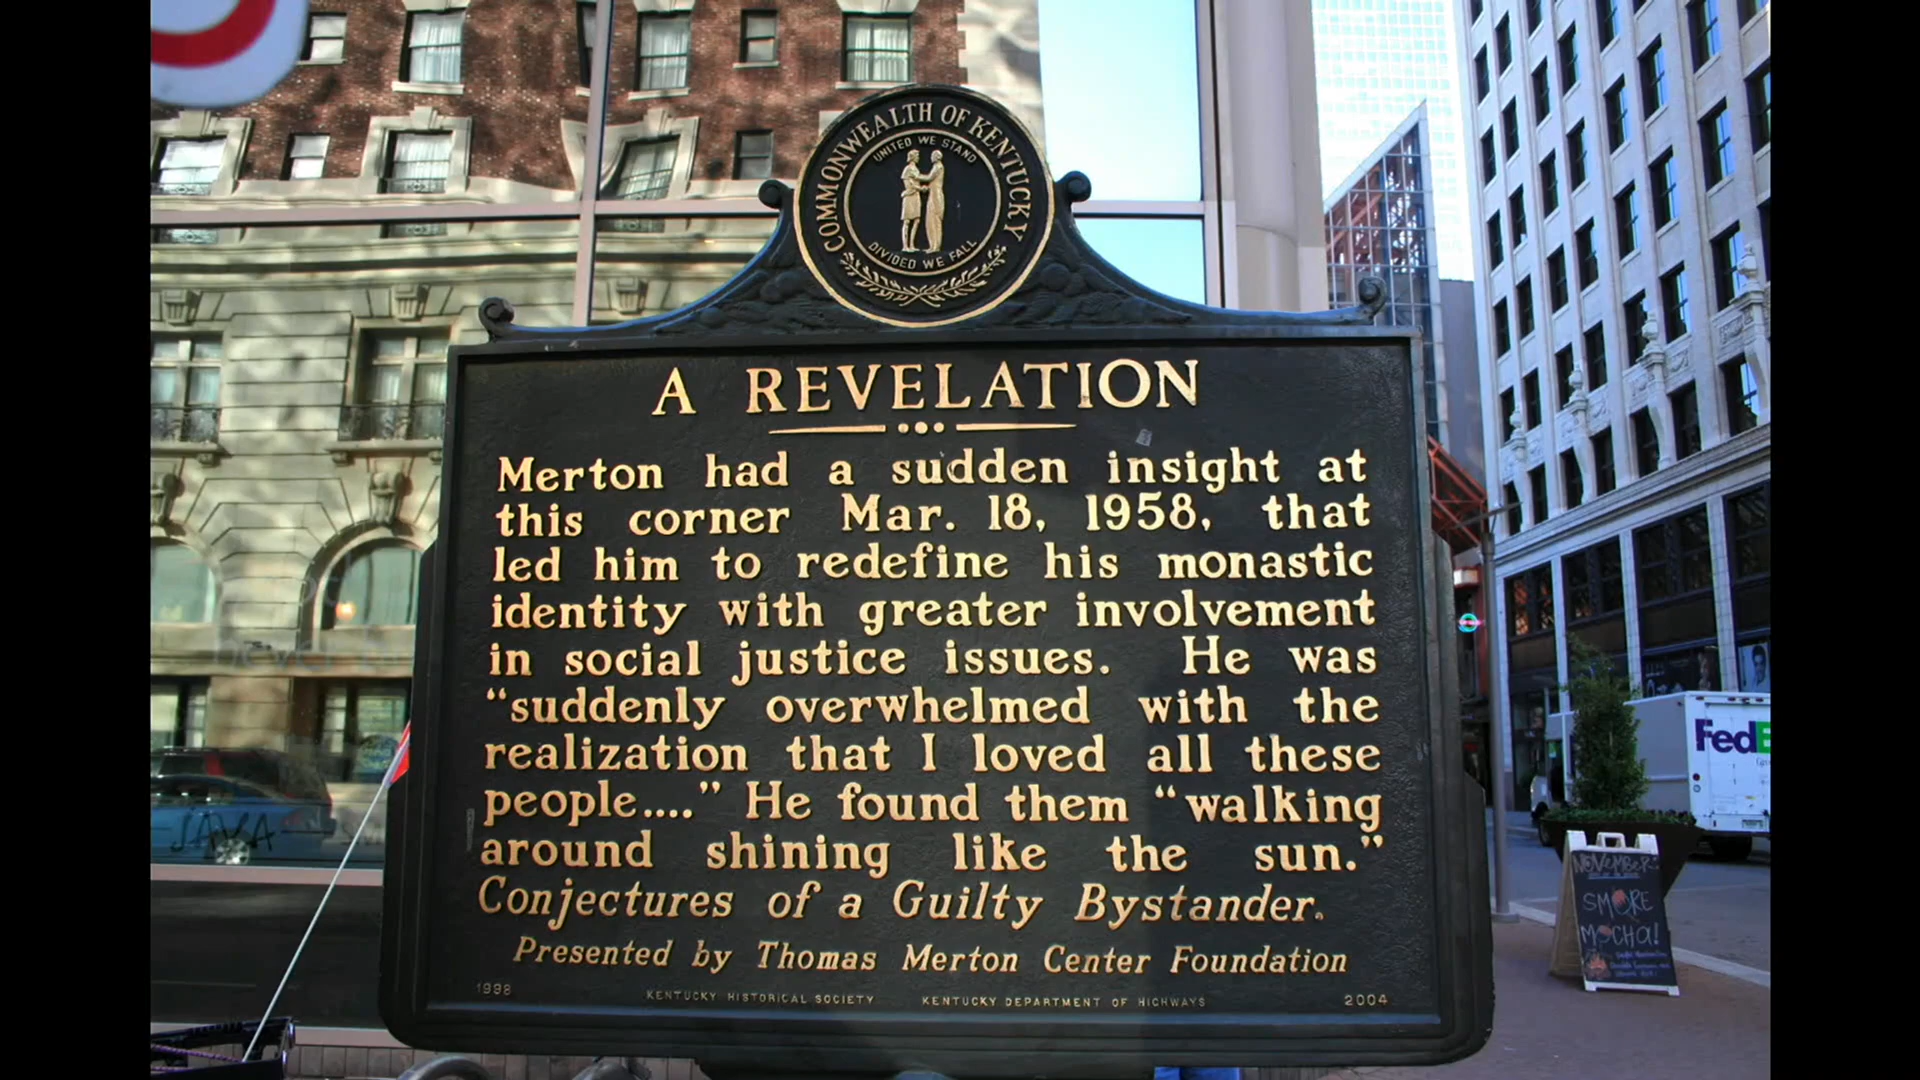 COMMONWEALTH OF KENTUCKY
UNITED WE STAND
DIVIDED WE FALL
A REVELATION
Merton had a sudden insight at
this corner Mar. 18, 1958, that
led him to redefine his monastic
identity with greater involvement
in social justice issues. He was
“suddenly overwhelmed with the
realization that I loved all these
people....” He found them “walking
around shining like the sun.”
Conjectures of a Guilty Bystander.
Presented by Thomas Merton Center Foundation
1998 KENTUCKY HISTORICAL SOCIETY KENTUCKY DEPARTMENT OF HIGHWAYS 2004
JAVA
FedE
NOVEMBER:
SMORE
MOCHA!